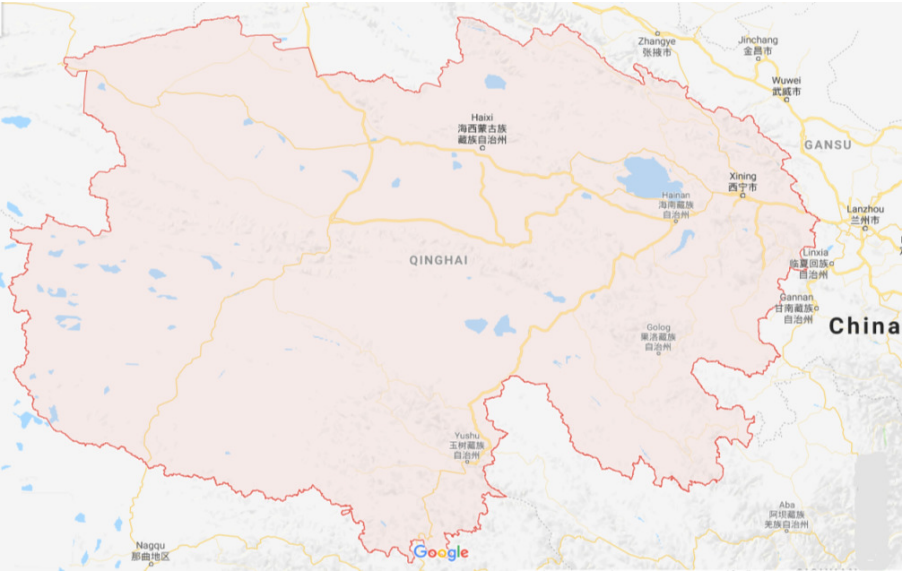 Zhangye
张掖市
Jinchang
金昌市
Wuwei
武威市
Haixi
海西蒙古族
藏族自治州
GANSU
Xining
西宁市
Hainan
海南藏族
自治州
Lanzhou
兰州市
QINGHAI
Linxia
临夏回族
自治州
Gannan
甘南藏族
自治州
China
Golog
果洛藏族
自治州
Yushu
玉树藏族
自治州
Aba
阿坝藏族
羌族自治州
Nagqu
那曲地区
Google